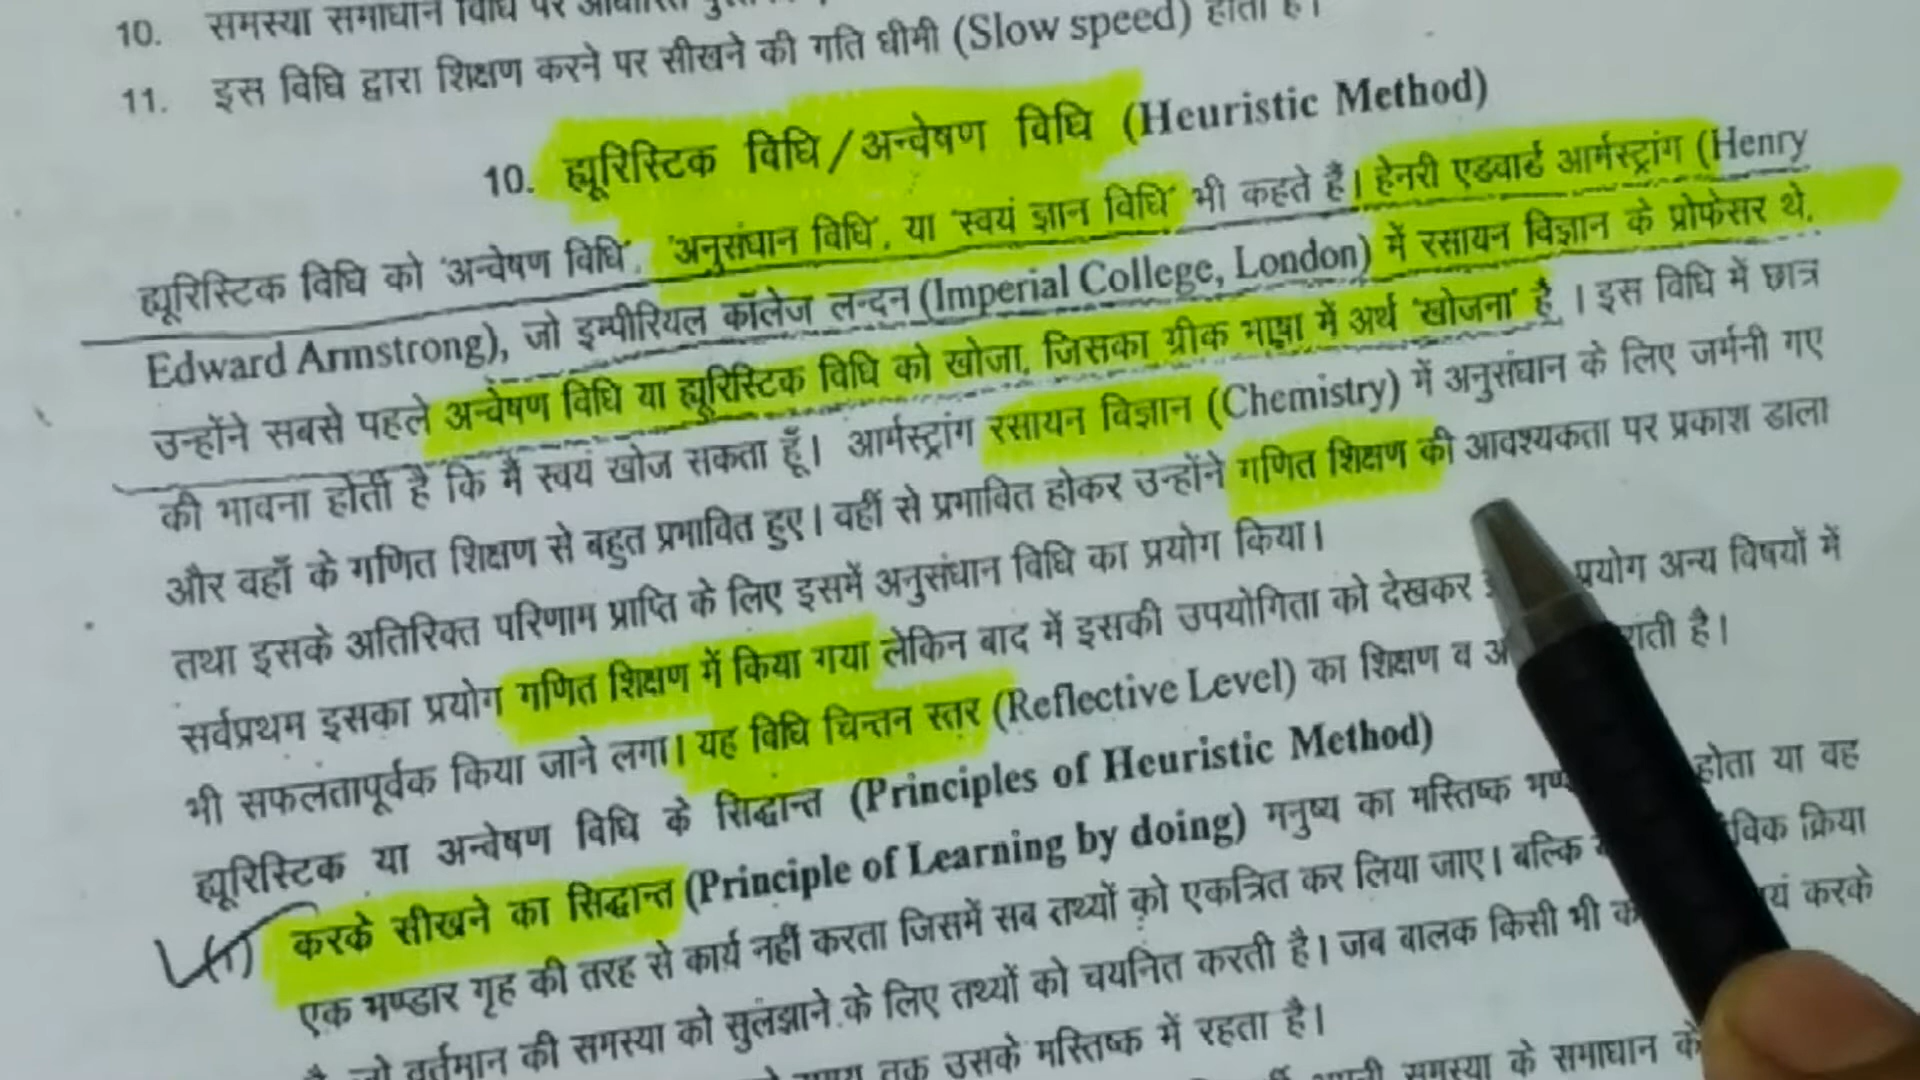 10. समस्या समाधान विधि पर आधारित
11. इस विधि द्वारा शिक्षण करने पर सीखने की गति धीमी (Slow speed) होती है।
10. ह्यूरिस्टिक विधि/अन्वेषण विधि (Heuristic Method)
ह्यूरिस्टिक विधि को 'अन्वेषण विधि', 'अनुसंधान विधि', या 'स्वयं ज्ञान विधि' भी कहते हैं। हेनरी एडवार्ड आर्मस्ट्रांग (Henry
Edward Armstrong), जो इम्पीरियल कॉलेज लन्दन (Imperial College, London) में रसायन विज्ञान के प्रोफेसर थे,
उन्होंने सबसे पहले अन्वेषण विधि या ह्यूरिस्टिक विधि को खोजा, जिसका ग्रीक भाषा में अर्थ 'खोजना' है। इस विधि में छात्र
की भावना होती है कि मैं स्वयं खोज सकता हूँ। आर्मस्ट्रांग रसायन विज्ञान (Chemistry) में अनुसंधान के लिए जर्मनी गए
और वहाँ के गणित शिक्षण से बहुत प्रभावित हुए। वहीं से प्रभावित होकर उन्होंने गणित शिक्षण की आवश्यकता पर प्रकाश डाला
तथा इसके अतिरिक्त परिणाम प्राप्ति के लिए इसमें अनुसंधान विधि का प्रयोग किया।
सर्वप्रथम इसका प्रयोग गणित शिक्षण में किया गया लेकिन बाद में इसकी उपयोगिता को देखकर प्रयोग अन्य विषयों में
भी सफलतापूर्वक किया जाने लगा। यह विधि चिन्तन स्तर (Reflective Level) का शिक्षण व है।
ह्यूरिस्टिक या अन्वेषण विधि के सिद्धान्त (Principles of Heuristic Method)
(i) करके सीखने का सिद्धान्त (Principle of Learning by doing) मनुष्य का मस्तिष्क होता या वह
एक भण्डार गृह की तरह से कार्य नहीं करता जिसमें सब तथ्यों को एकत्रित कर लिया जाए। बल्कि क्रिया
है, जो वर्तमान की समस्या को सुलझाने के लिए तथ्यों को चयनित करती है। जब बालक किसी भी करके
तक उसके मस्तिष्क में रहता है।
समस्या के समाधान के